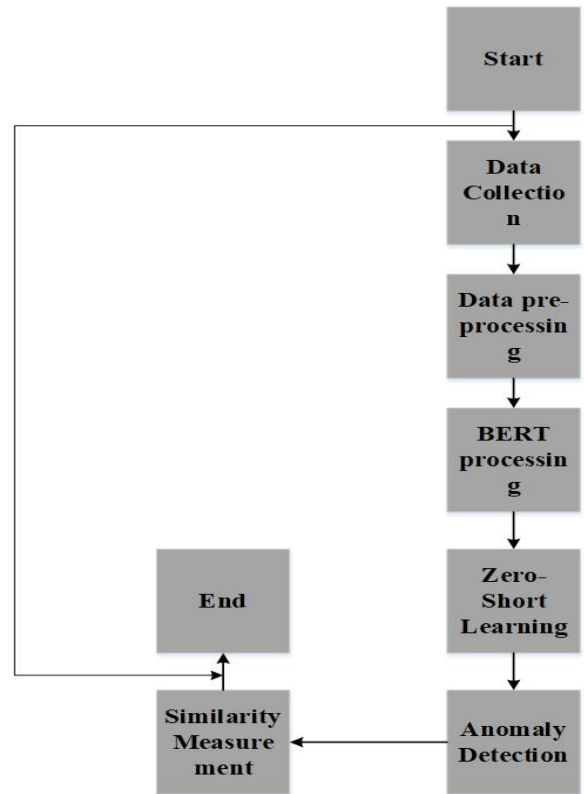 Start
Data
Collectio
n
Data pre-
processin
g
BERT
processin
g
Zero-
Short
Learning
Anomaly
Detection
Similarity
Measure
ment
End